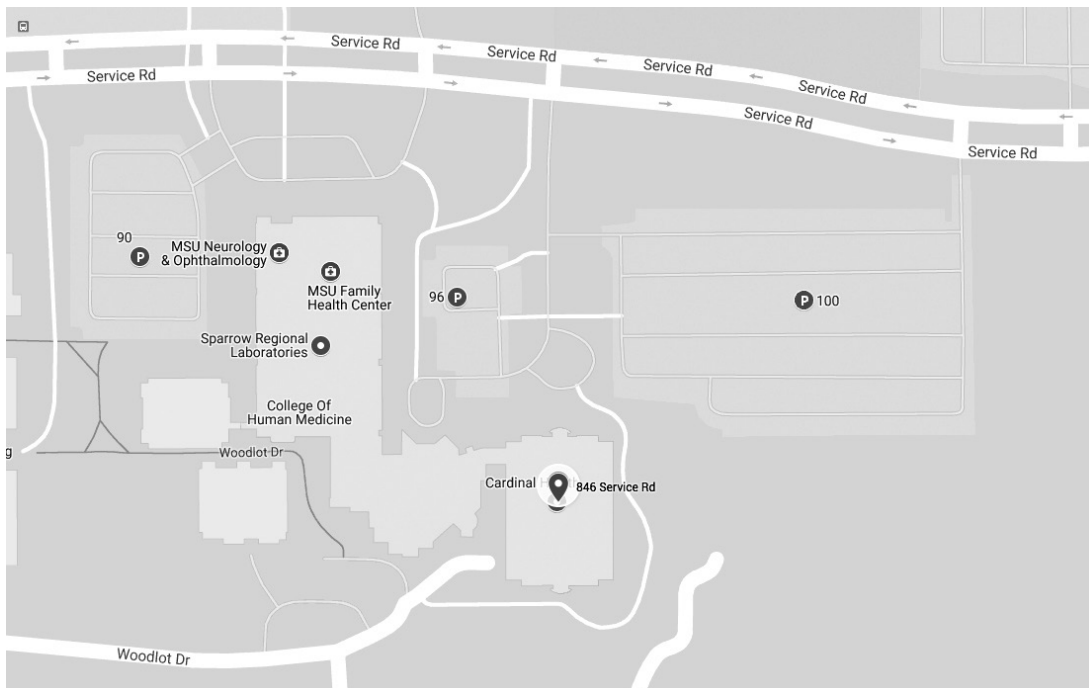 Service Rd
Service Rd
Service Rd
Service Rd
Service Rd
Service Rd
Service Rd
90
P
MSU Neurology
& Ophthalmology
MSU Family
Health Center
96 P
P 100
Sparrow Regional
Laboratories
College Of
Human Medicine
g
Woodlot Dr
Cardinal
846 Service Rd
Woodlot Dr